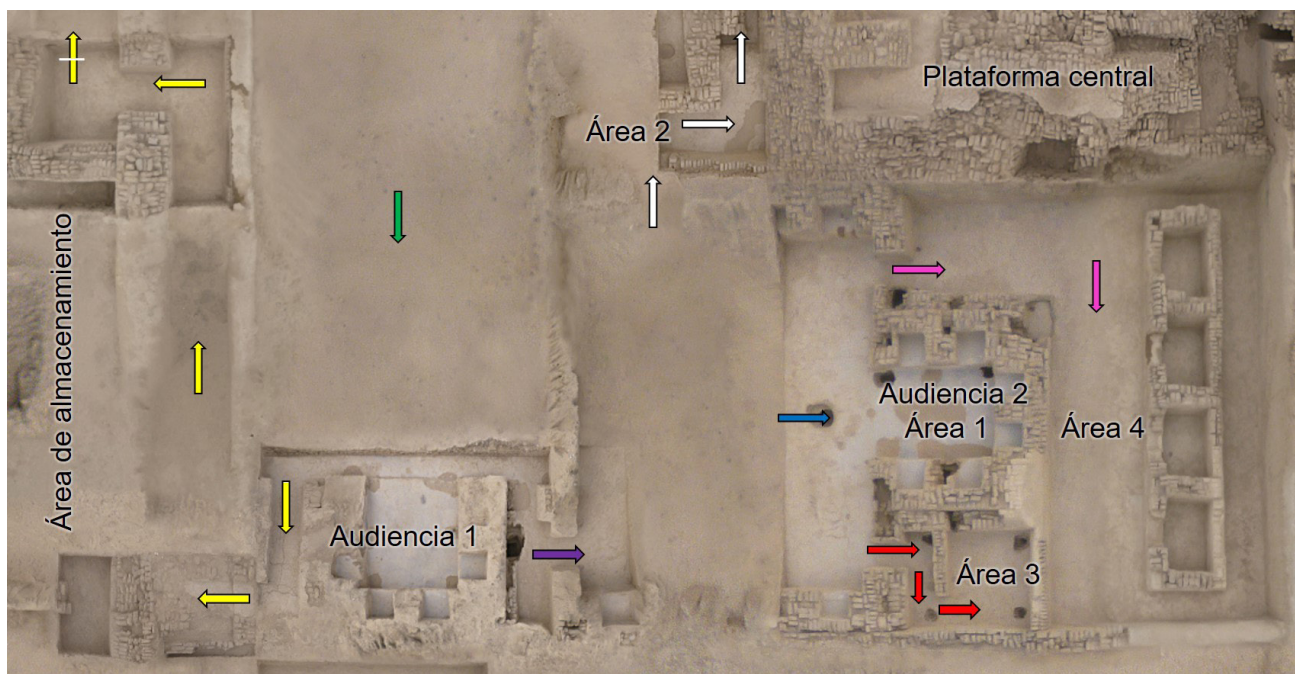 Plataforma central
Área 2
Área de almacenamiento
Audiencia 2
Área 1
Área 4
Audiencia 1
Área 3